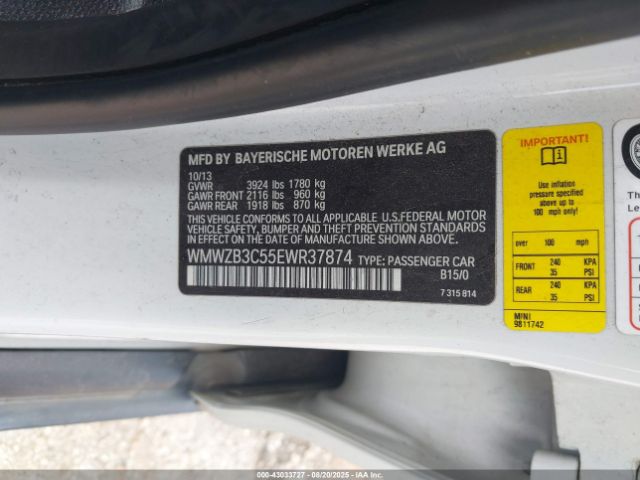 MFD BY BAYERISCHE MOTOREN WERKE AG
10/13
GVWR 3924 lbs 1780 kg
GAWR FRONT 2116 lbs 960 kg
GAWR REAR 1918 lbs 870 kg
THIS VEHICLE CONFORMS TO ALL APPLICABLE U.S.FEDERAL MOTOR
VEHICLE SAFETY, BUMPER AND THEFT PREVENTION STANDARDS
IN EFFECT ON THE DATE OF MANUFACTURE SHOWN ABOVE.
WMWZB3C55EWR37874 TYPE: PASSENGER CAR
B15/0
7 315 814
IMPORTANT!
Use inflation
pressure specified
above up to
100 mph only!
over 100 mph
FRONT 240 KPA
35 PSI
REAR 240 KPA
35 PSI
MINI
9811742
© IAA - 43033727 - 08/20/2025 - © IAA